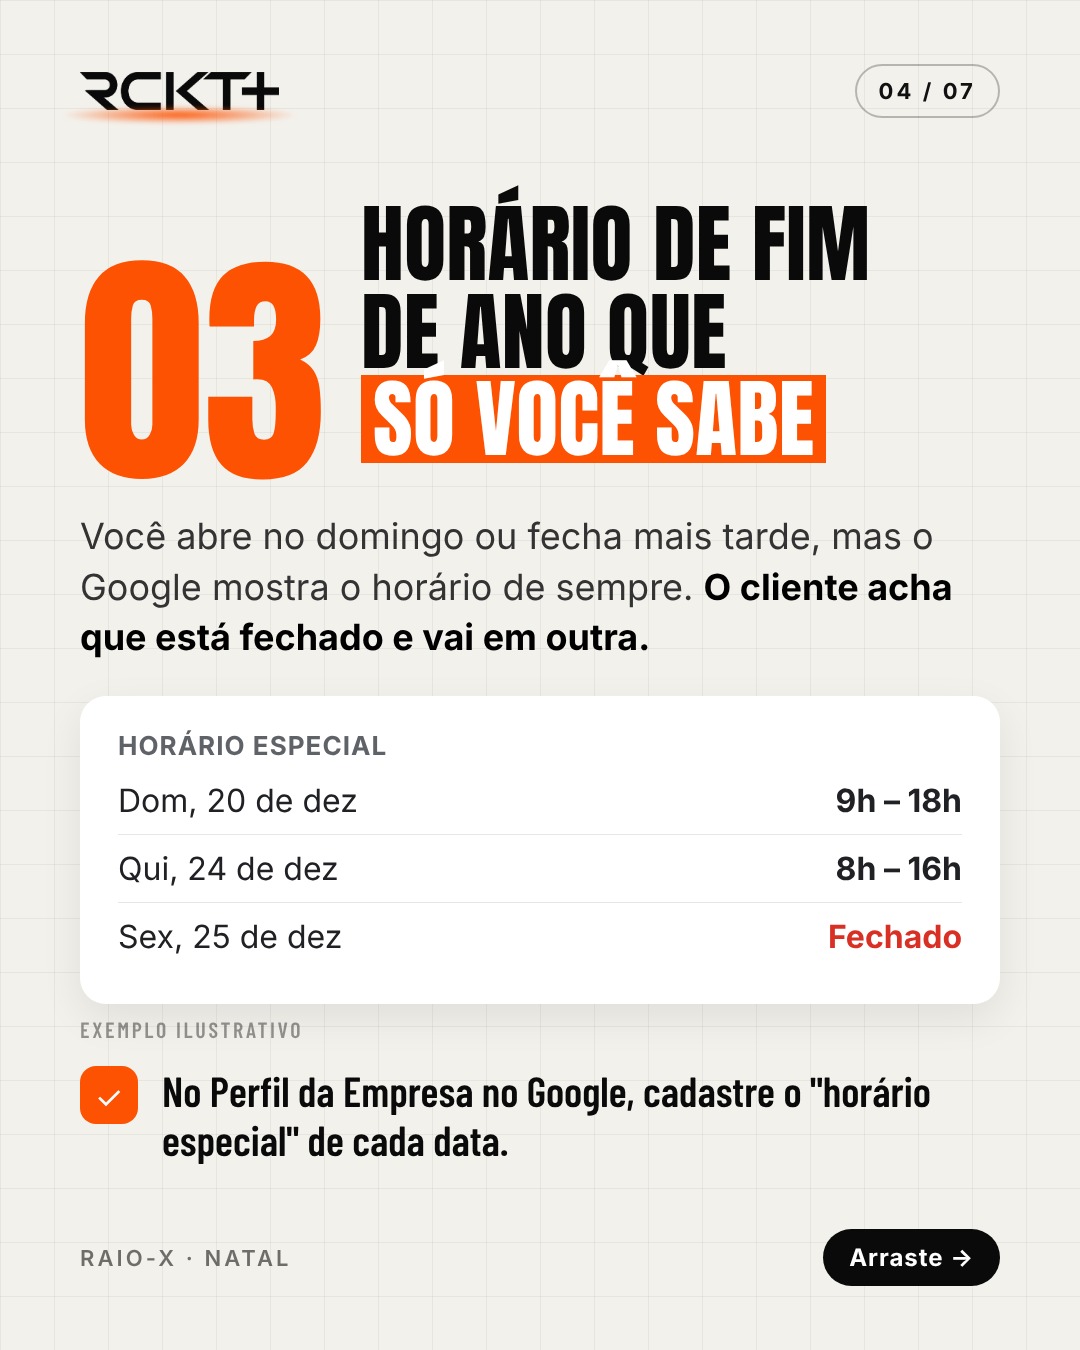 RCKT+
04 / 07
03
HORÁRIO DE FIM
DE ANO QUE
SÓ VOCÊ SABE
Você abre no domingo ou fecha mais tarde, mas o
Google mostra o horário de sempre. O cliente acha
que está fechado e vai em outra.
HORÁRIO ESPECIAL
Dom, 20 de dez 9h – 18h
Qui, 24 de dez 8h – 16h
Sex, 25 de dez Fechado
EXEMPLO ILUSTRATIVO
No Perfil da Empresa no Google, cadastre o "horário
especial" de cada data.
RAIO-X · NATAL
Arraste →